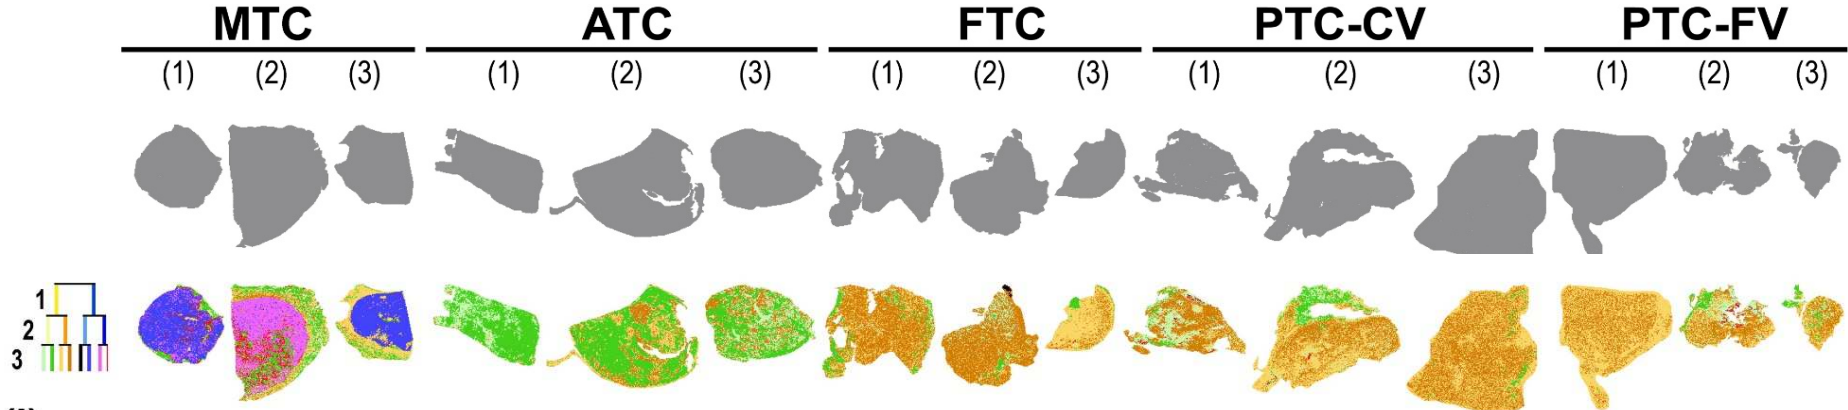 MTC ATC FTC PTC-CV PTC-FV
(1) (2) (3) (1) (2) (3) (1) (2) (3) (1) (2) (3) (1) (2) (3)
1
2
3